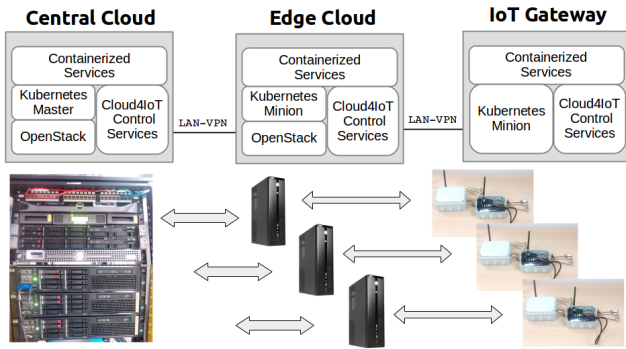 Central Cloud
Edge Cloud
IoT Gateway
Containerized
Services
Kubernetes
Master
OpenStack
Cloud4IoT
Control
Services
LAN-VPN
Containerized
Services
Kubernetes
Minion
OpenStack
Cloud4IoT
Control
Services
LAN-VPN
Containerized
Services
Kubernetes
Minion
Cloud4IoT
Control
Services